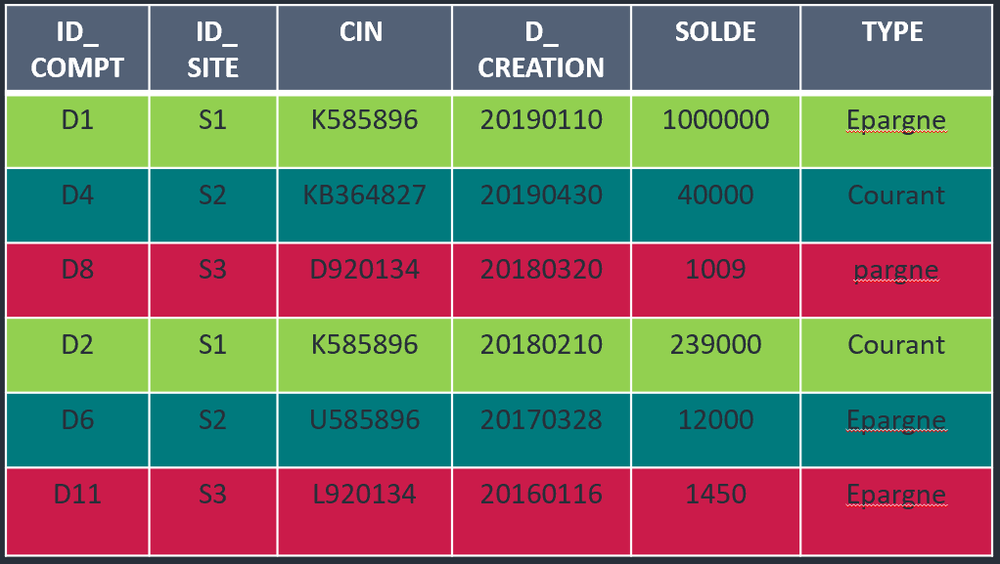 ID_ COMPT ID_ SITE CIN D_ CREATION SOLDE TYPE
D1 S1 K585896 20190110 1000000 Epargne
D4 S2 KB364827 20190430 40000 Courant
D8 S3 D920134 20180320 1009 pargne
D2 S1 K585896 20180210 239000 Courant
D6 S2 U585896 20170328 12000 Epargne
D11 S3 L920134 20160116 1450 Epargne